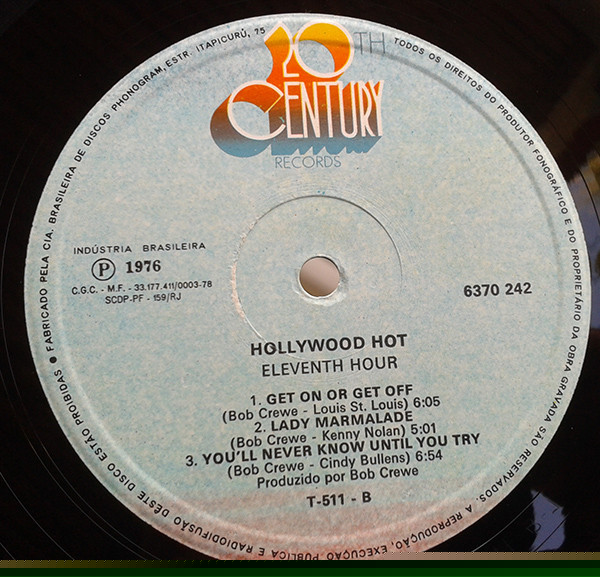 20TH
CENTURY
RECORDS
INDÚSTRIA BRASILEIRA
Ⓟ 1976
C.G.C. - M.F. - 33.177.411/0003-78
SCDP-PF - 159/RJ
6370 242
HOLLYWOOD HOT
ELEVENTH HOUR
1. GET ON OR GET OFF
(Bob Crewe - Louis St. Louis) 6:05
2. LADY MARMALADE
(Bob Crewe - Kenny Nolan) 5:01
3. YOU'LL NEVER KNOW UNTIL YOU TRY
(Bob Crewe - Cindy Bullens) 6:54
Produzido por Bob Crewe
T-511 - B
● FABRICADO PELA CIA. BRASILEIRA DE DISCOS PHONOGRAM, ESTR. ITAPICURÚ, 75 TODOS OS DIREITOS DO PRODUTOR FONOGRÁFICO E DO PROPRIETÁRIO DA OBRA GRAVADA SÃO RESERVADOS. A REPRODUÇÃO, EXECUÇÃO PÚBLICA E RADIODIFUSÃO DESTE DISCO ESTÃO PROIBIDAS